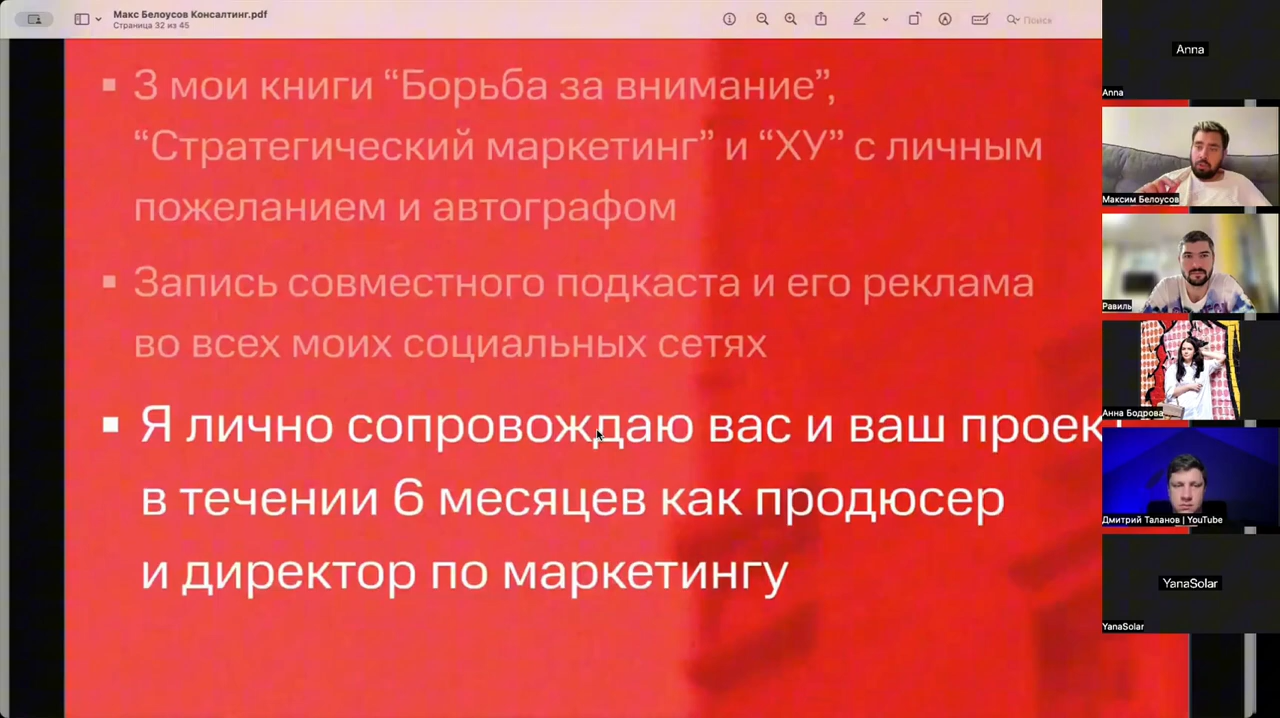 Макс Белоусов Консалтинг.pdf
Страница 32 из 45
Поиск
▪ 3 мои книги “Борьба за внимание”,
“Стратегический маркетинг” и “ХУ” с личным
пожеланием и автографом
▪ Запись совместного подкаста и его реклама
во всех моих социальных сетях
▪ Я лично сопровождаю вас и ваш проект
в течении 6 месяцев как продюсер
и директор по маркетингу
Anna
Anna
Максим Белоусов
Равиль
Анна Бодрова
Дмитрий Таланов | YouTube
YanaSolar
YanaSolar